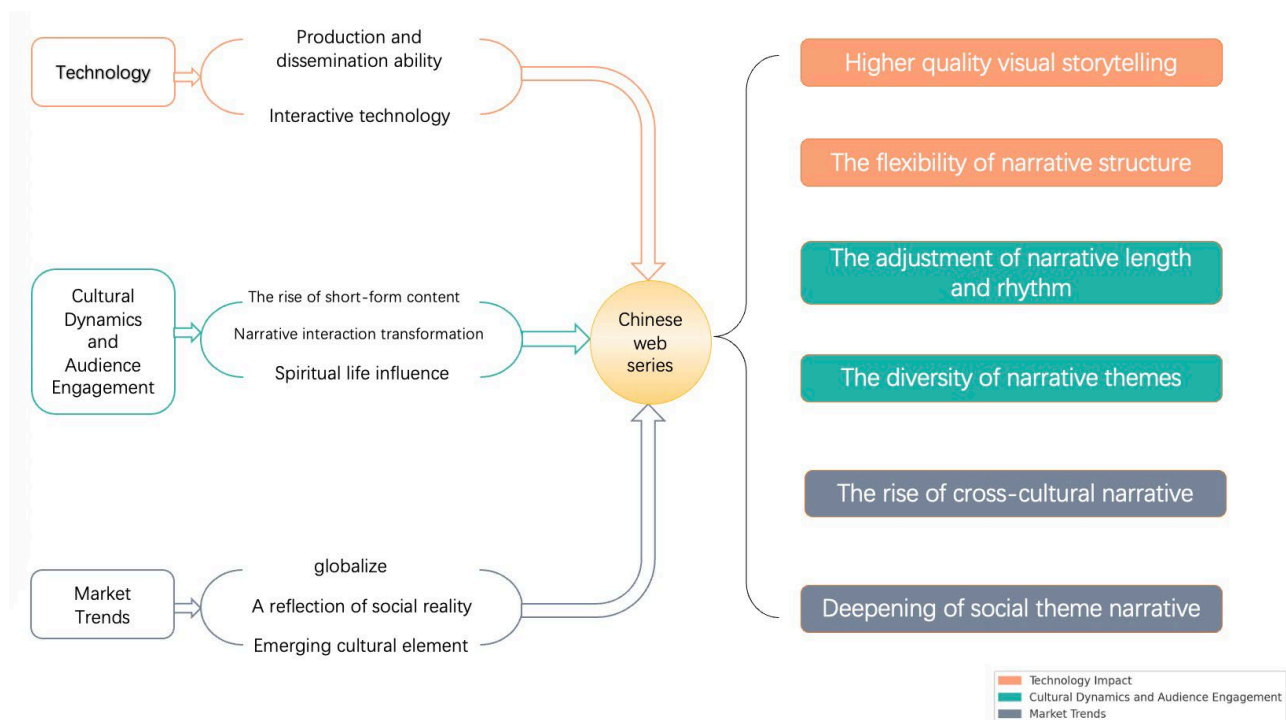 Technology
Production and
dissemination ability
Interactive technology
Cultural
Dynamics
and
Audience
Engagement
The rise of short-form content
Narrative interaction transformation
Spiritual life influence
Market
Trends
globalize
A reflection of social reality
Emerging cultural element
Chinese
web
series
Higher quality visual storytelling
The flexibility of narrative structure
The adjustment of narrative length
and rhythm
The diversity of narrative themes
The rise of cross-cultural narrative
Deepening of social theme narrative
Technology Impact
Cultural Dynamics and Audience Engagement
Market Trends